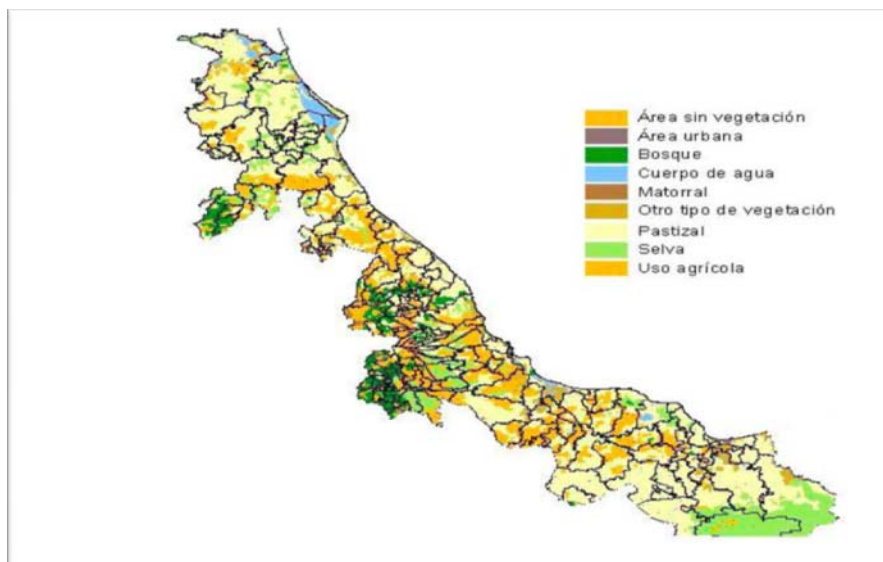 Área sin vegetación
Área urbana
Bosque
Cuerpo de agua
Matorral
Otro tipo de vegetación
Pastizal
Selva
Uso agrícola